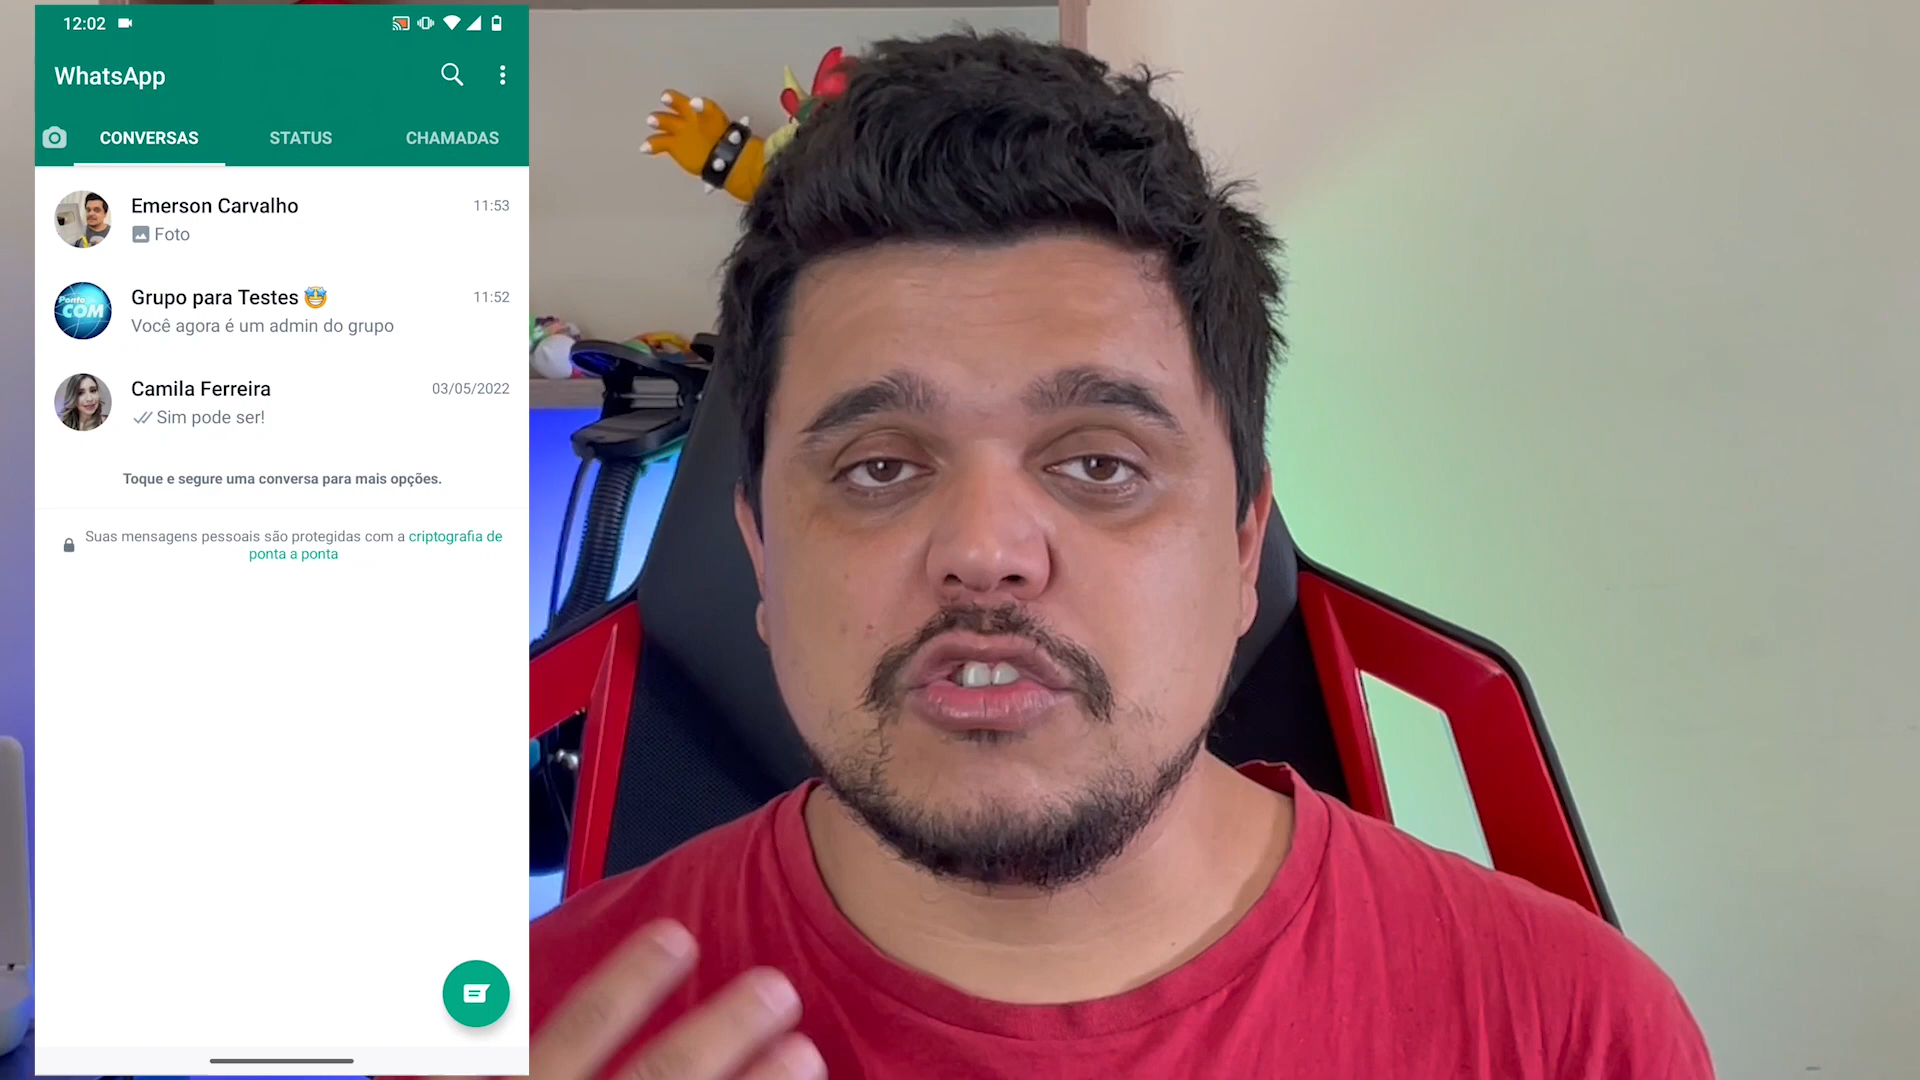 12:02
WhatsApp
CONVERSAS STATUS CHAMADAS
Emerson Carvalho 11:53
Foto
Ponto
COM
Grupo para Testes 🤩 11:52
Você agora é um admin do grupo
Camila Ferreira 03/05/2022
Sim pode ser!
Toque e segure uma conversa para mais opções.
Suas mensagens pessoais são protegidas com a criptografia de
ponta a ponta